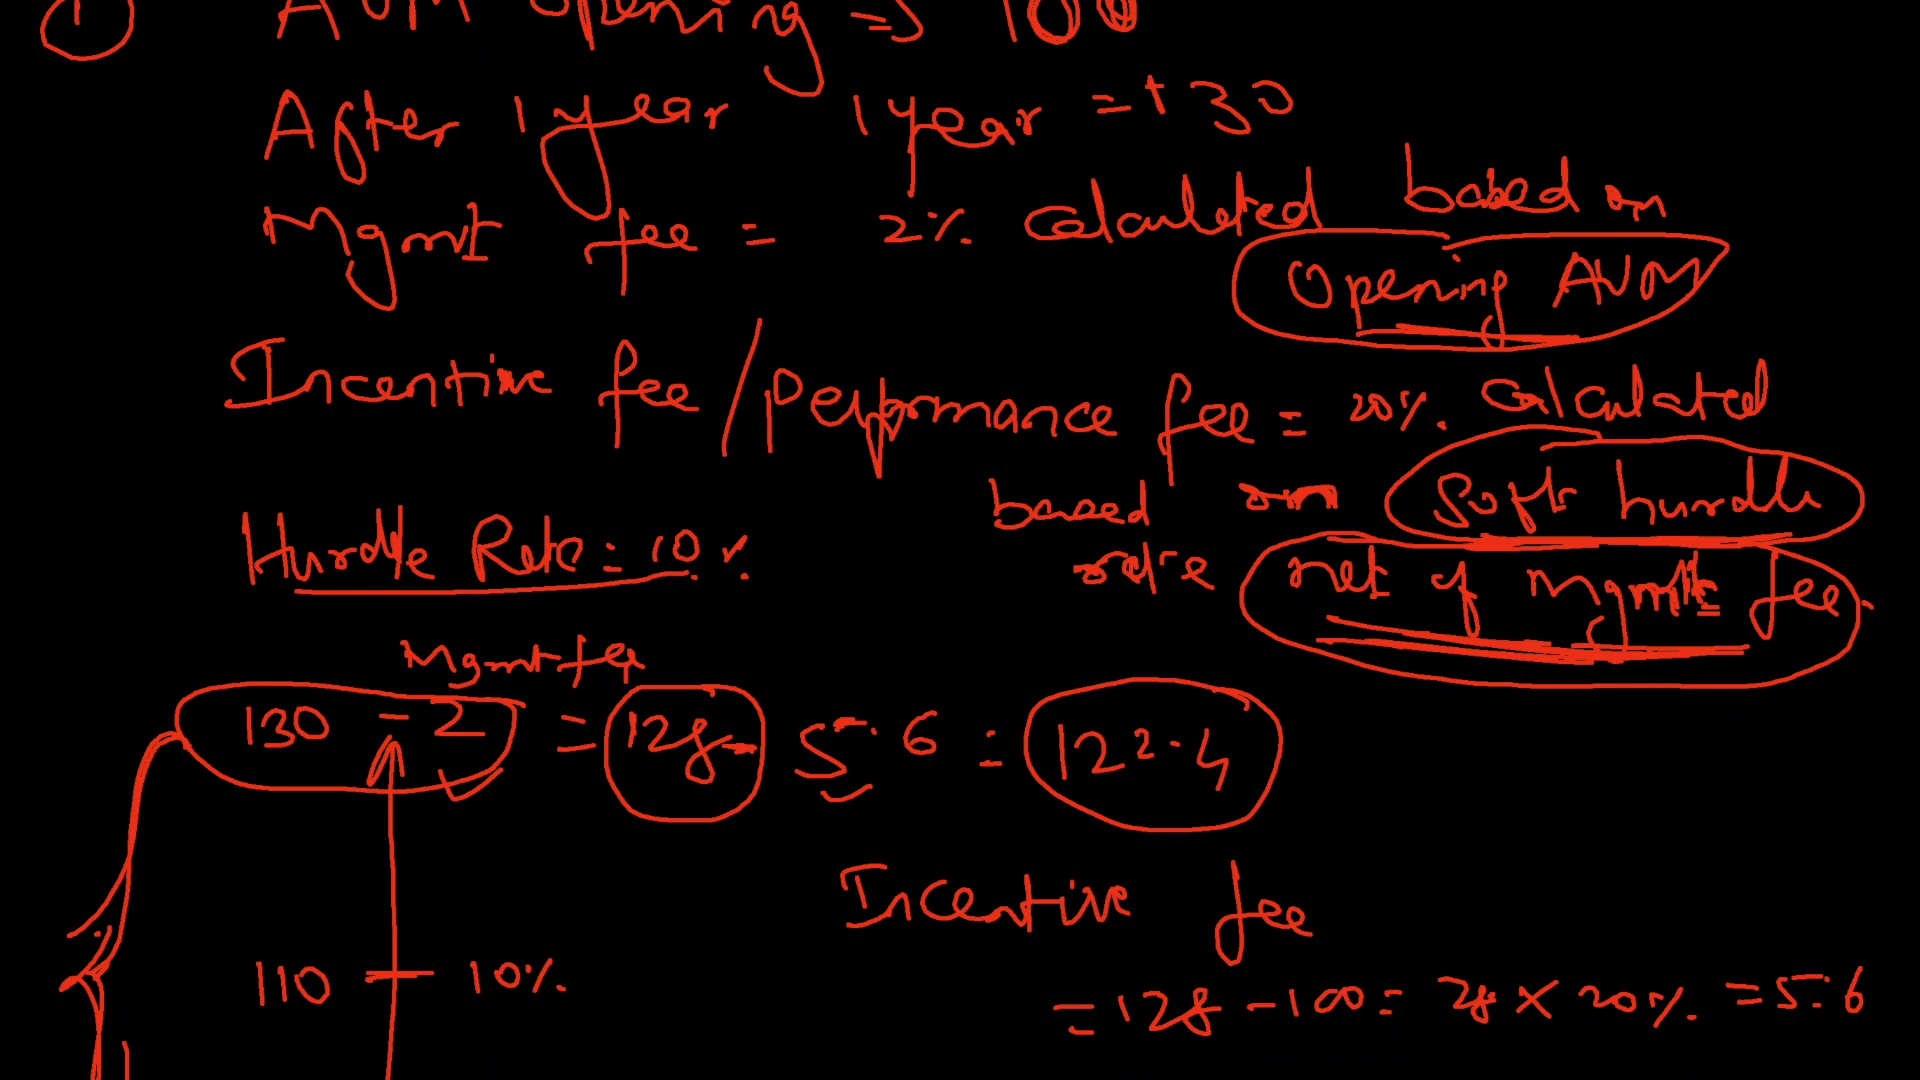 1 AUM Opening => 100
After 1 year 1 year = +30
Mgmt fee = 2% calculated based on
Opening AUM
Incentive fee / Performance fee = 20% calculated
based on Soft hurdle
Hurdle Rate = 10% rate net of mgmt fee.
Mgmt fee
130 - 2 = 128 - 5.6 = 122.4
Incentive fee
110 10%
= 128 - 100 = 28 x 20% = 5.6